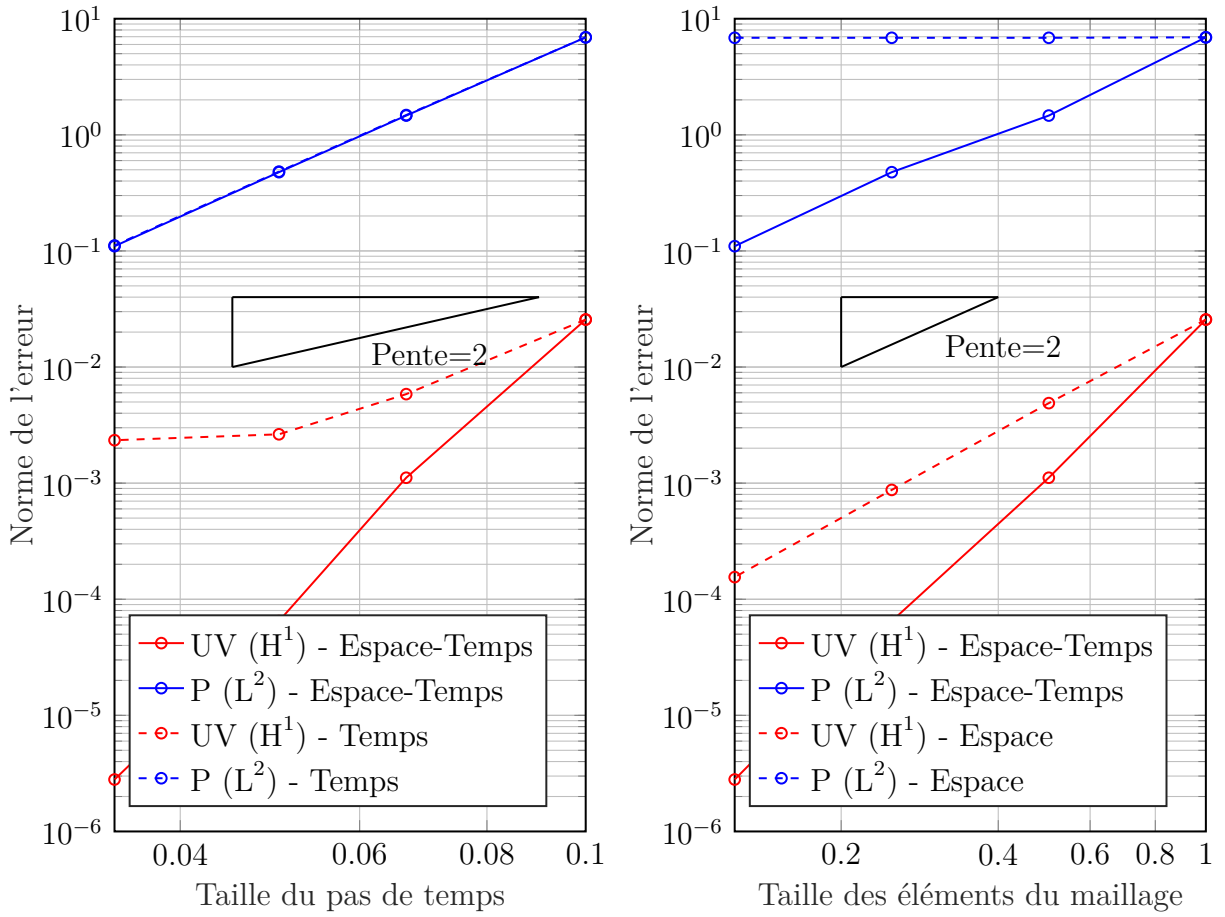 10^1
10^0
10^−1
10^−2
10^−3
10^−4
10^−5
10^−6
Norme de l'erreur
Pente=2
UV (H^1) - Espace-Temps
P (L^2) - Espace-Temps
UV (H^1) - Temps
P (L^2) - Temps
0.04 0.06 0.08 0.1
Taille du pas de temps
10^1
10^0
10^−1
10^−2
10^−3
10^−4
10^−5
10^−6
Norme de l'erreur
Pente=2
UV (H^1) - Espace-Temps
P (L^2) - Espace-Temps
UV (H^1) - Espace
P (L^2) - Espace
0.2 0.4 0.6 0.8 1
Taille des éléments du maillage